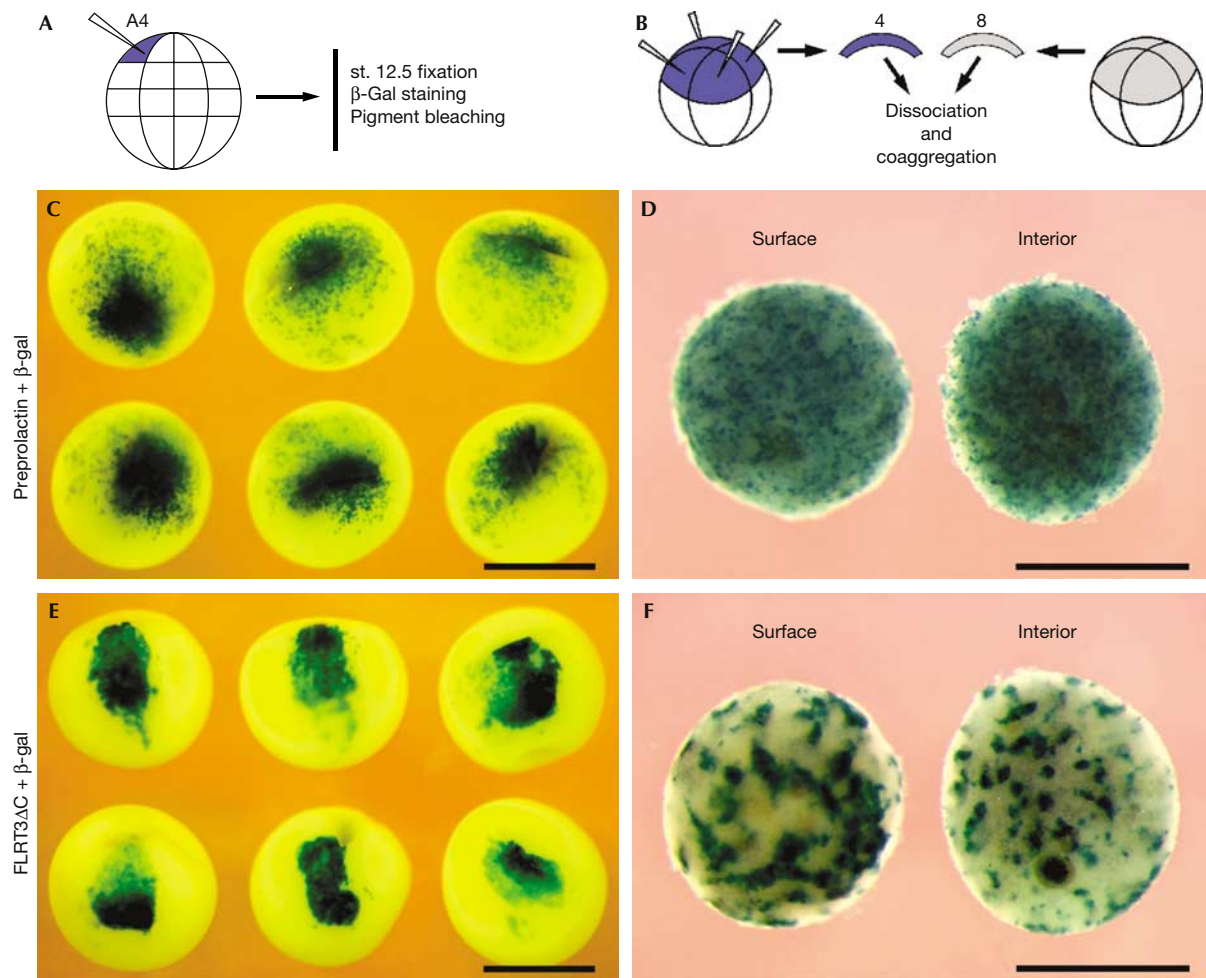 A
A4
st. 12.5 fixation
β-Gal staining
Pigment bleaching
B
4
8
Dissociation
and
coaggregation
Preprolactin + β-gal
C
D
Surface
Interior
FLRT3ΔC + β-gal
E
F
Surface
Interior